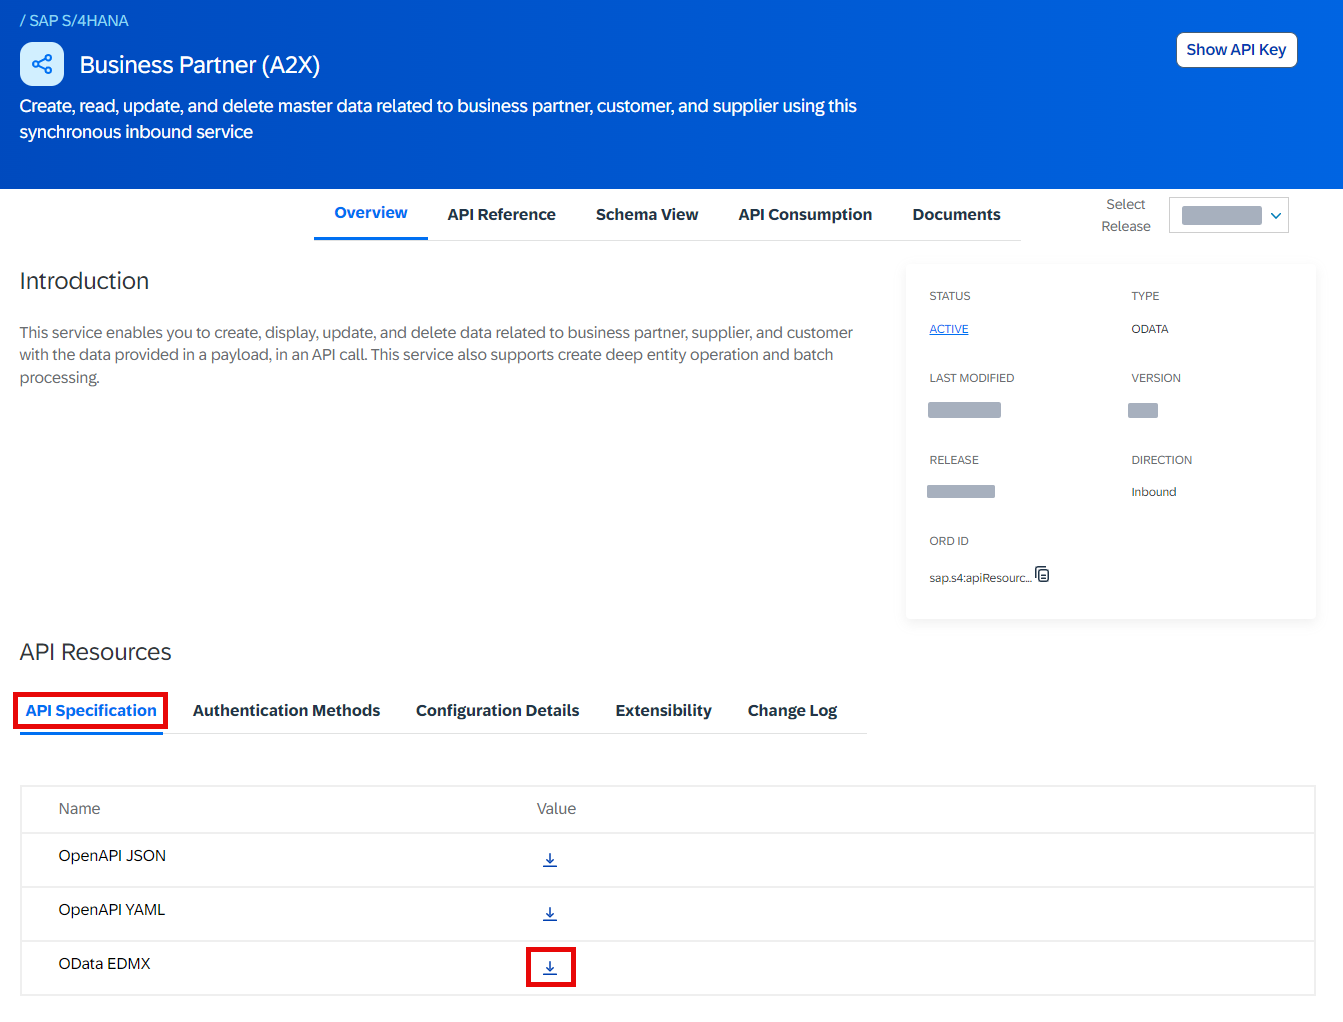 / SAP S/4HANA
Business Partner (A2X)
Show API Key
Create, read, update, and delete master data related to business partner, customer, and supplier using this
synchronous inbound service
Overview
API Reference
Schema View
API Consumption
Documents
Select
Release
Introduction
This service enables you to create, display, update, and delete data related to business partner, supplier, and customer
with the data provided in a payload, in an API call. This service also supports create deep entity operation and batch
processing.
STATUS
TYPE
ACTIVE
ODATA
LAST MODIFIED
VERSION
RELEASE
DIRECTION
Inbound
ORD ID
sap.s4:apiResourc...
API Resources
API Specification
Authentication Methods
Configuration Details
Extensibility
Change Log
Name
Value
OpenAPI JSON
OpenAPI YAML
OData EDMX